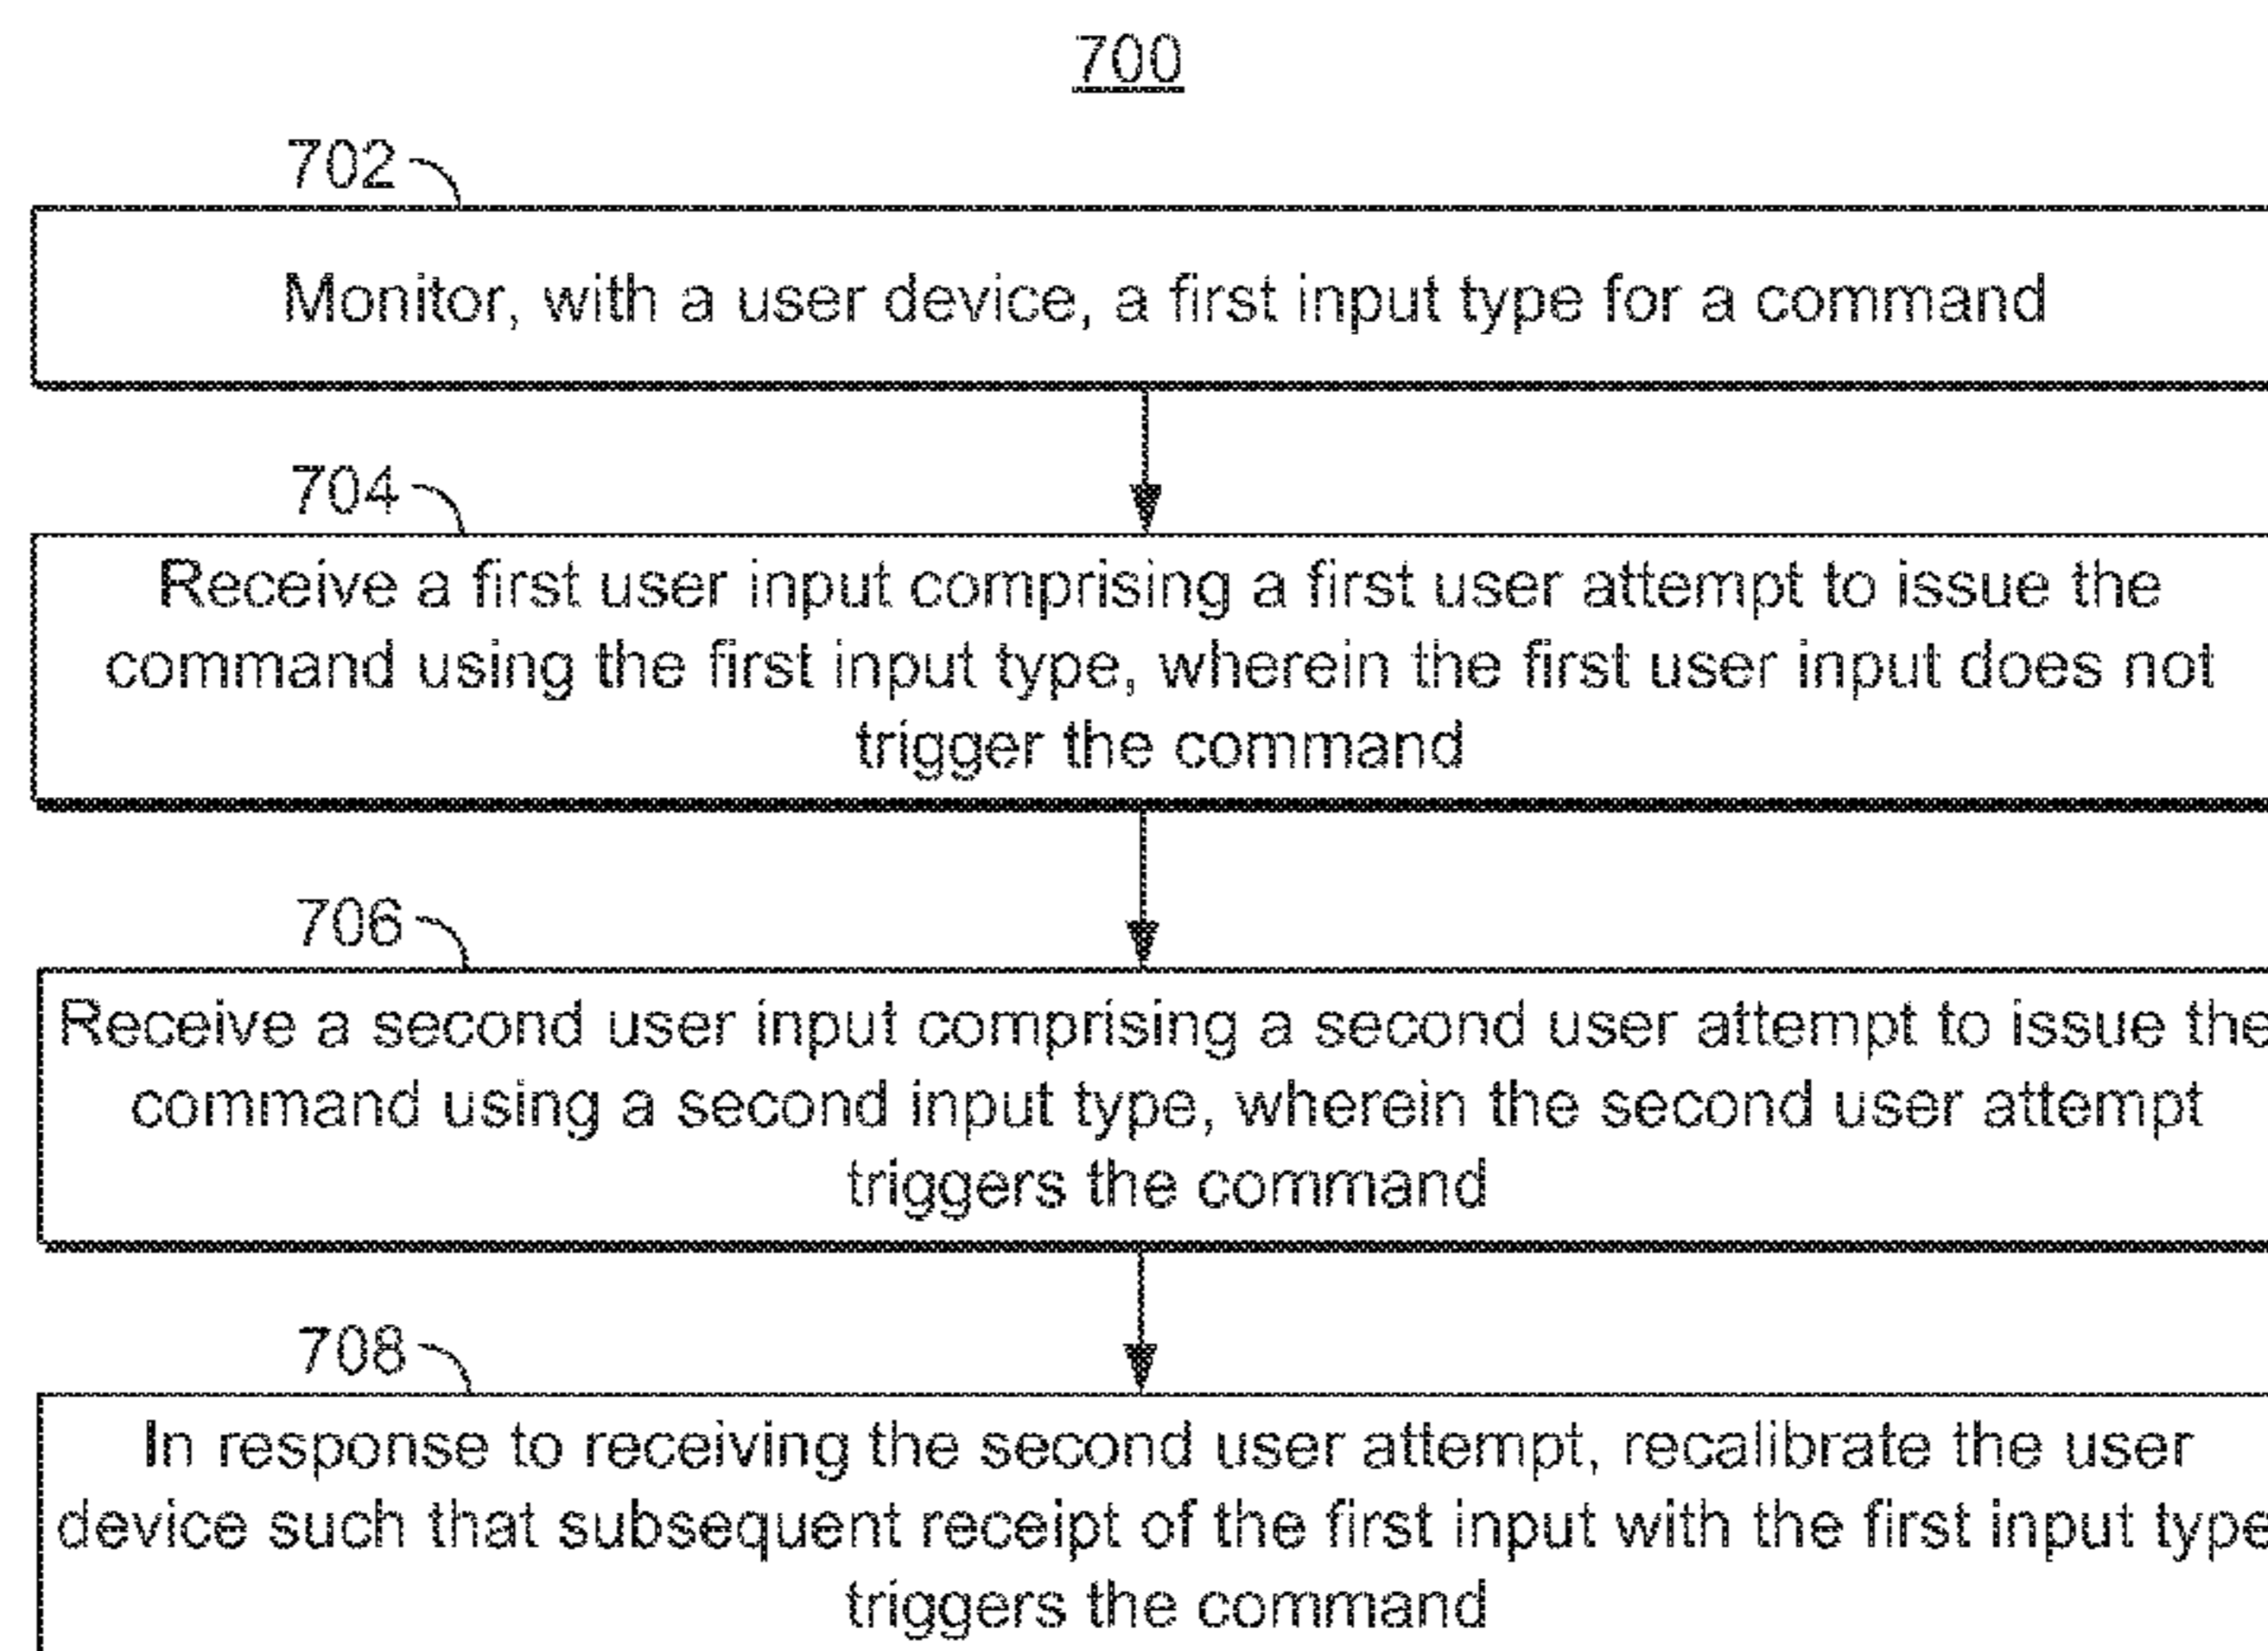 700
702
Monitor, with a user device, a first input type for a command
704
Receive a first user input comprising a first user attempt to issue the
command using the first input type, wherein the first user input does not
trigger the command
706
Receive a second user input comprising a second user attempt to issue the
command using a second input type, wherein the second user attempt
triggers the command
708
In response to receiving the second user attempt, recalibrate the user
device such that subsequent receipt of the first input with the first input type
triggers the command